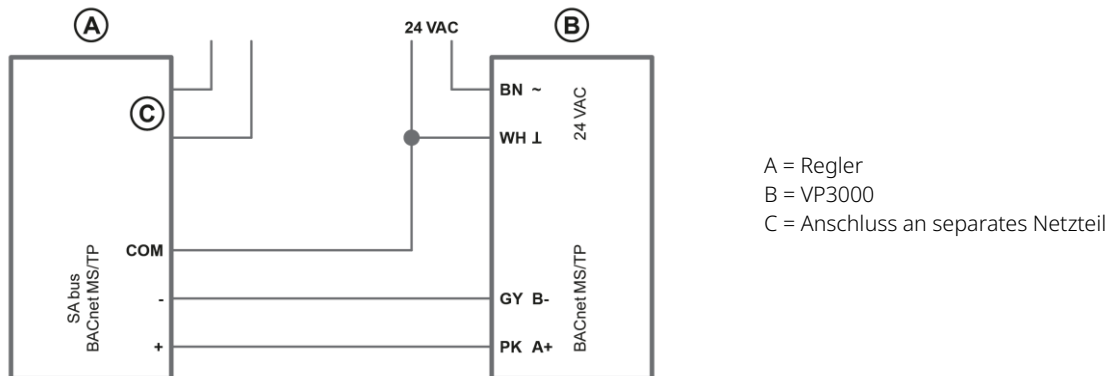 A
24 VAC
B
BN ~
C
WH ⊥
24 VAC
COM
SA bus
BACnet MS/TP
-
+
GY B-
PK A+
BACnet MS/TP
A = Regler
B = VP3000
C = Anschluss an separates Netzteil